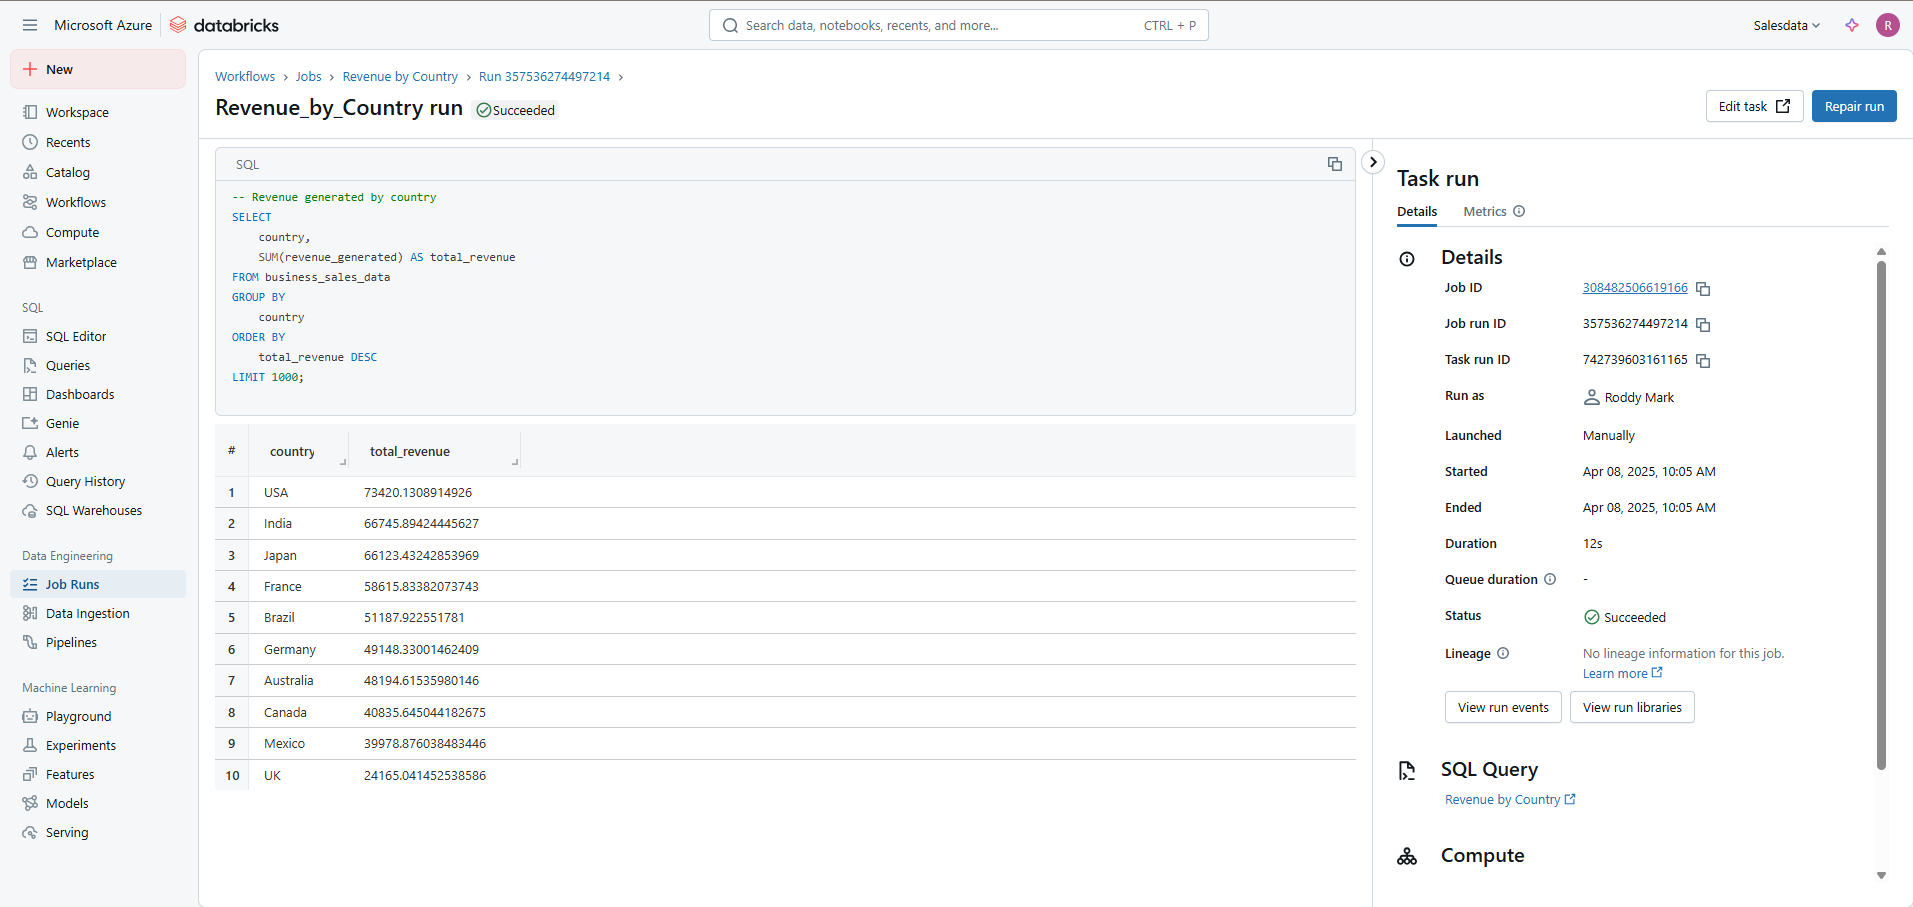 Microsoft Azure databricks
Search data, notebooks, recents, and more... CTRL + P
Salesdata R
New
Workspace
Recents
Catalog
Workflows
Compute
Marketplace
SQL
SQL Editor
Queries
Dashboards
Genie
Alerts
Query History
SQL Warehouses
Data Engineering
Job Runs
Data Ingestion
Pipelines
Machine Learning
Playground
Experiments
Features
Models
Serving
Workflows › Jobs › Revenue by Country › Run 357536274497214 ›
Revenue_by_Country run Succeeded
Edit task Repair run
SQL
-- Revenue generated by country
SELECT
country,
SUM(revenue_generated) AS total_revenue
FROM business_sales_data
GROUP BY
country
ORDER BY
total_revenue DESC
LIMIT 1000;
# country total_revenue
1 USA 73420.1308914926
2 India 66745.89424445627
3 Japan 66123.43242853969
4 France 58615.83382073743
5 Brazil 51187.922551781
6 Germany 49148.33001462409
7 Australia 48194.61535980146
8 Canada 40835.645044182675
9 Mexico 39978.876038483446
10 UK 24165.041452538586
Task run
Details Metrics
Details
Job ID 308482506619166
Job run ID 357536274497214
Task run ID 742739603161165
Run as Roddy Mark
Launched Manually
Started Apr 08, 2025, 10:05 AM
Ended Apr 08, 2025, 10:05 AM
Duration 12s
Queue duration -
Status Succeeded
Lineage No lineage information for this job.
Learn more
View run events View run libraries
SQL Query
Revenue by Country
Compute